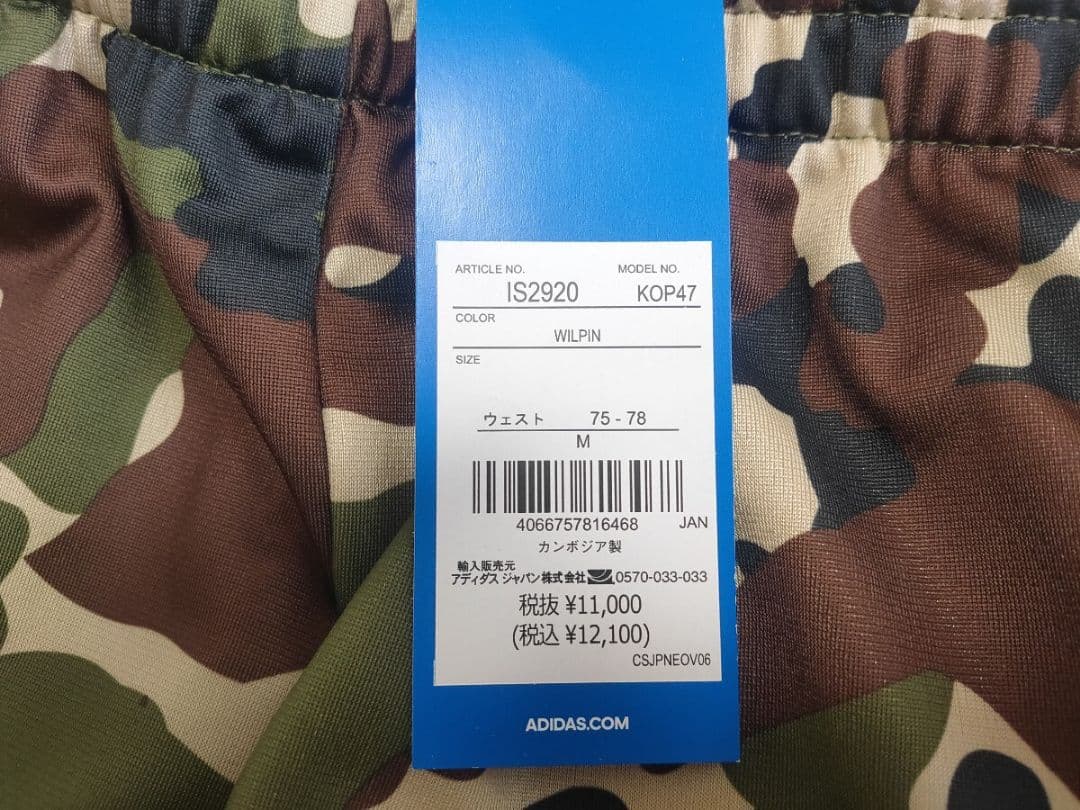 ARTICLE NO. MODEL NO.
IS2920 KOP47
COLOR
WILPIN
SIZE
ウェスト 75 - 78
M
4066757816468 JAN
カンボジア製
輸入販売元
アディダス ジャパン株式会社 0570-033-033
税抜 ¥11,000
(税込 ¥12,100)
CSJPNEOV06
ADIDAS.COM